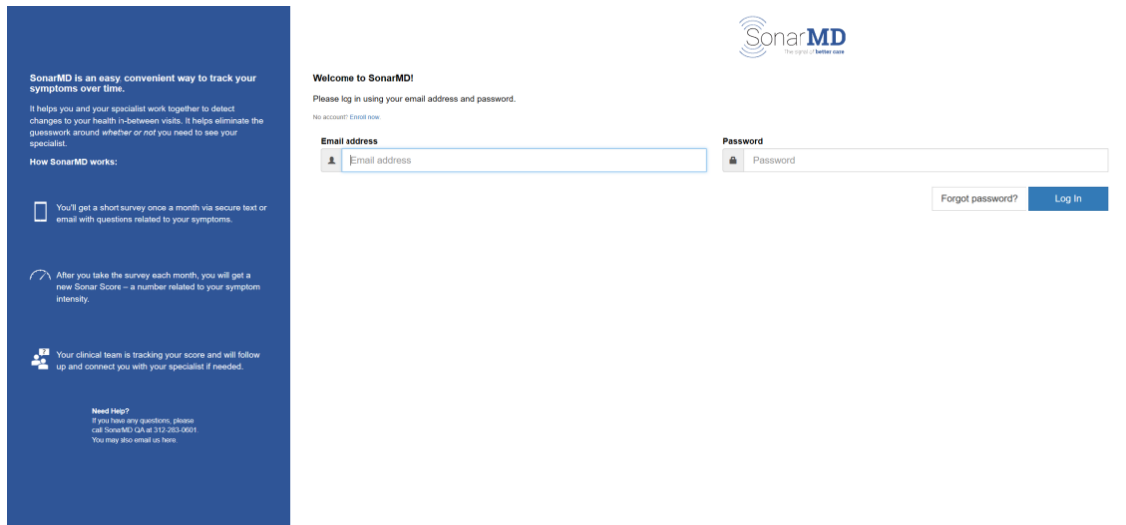 SonarMD
The signal of better care
SonarMD is an easy, convenient way to track your
symptoms over time.
It helps you and your specialist work together to detect
changes to your health in-between visits. It helps eliminate the
guesswork around whether or not you need to see your
specialist.
How SonarMD works:
You'll get a short survey once a month via secure text or
email with questions related to your symptoms.
After you take the survey each month, you will get a
new Sonar Score – a number related to your symptom
intensity.
?
Your clinical team is tracking your score and will follow
up and connect you with your specialist if needed.
Need Help?
If you have any questions, please
call SonarMD QA at 312-283-0601.
You may also email us here.
Welcome to SonarMD!
Please log in using your email address and password.
No account? Enroll now.
Email address
Email address
Password
Password
Forgot password?
Log In